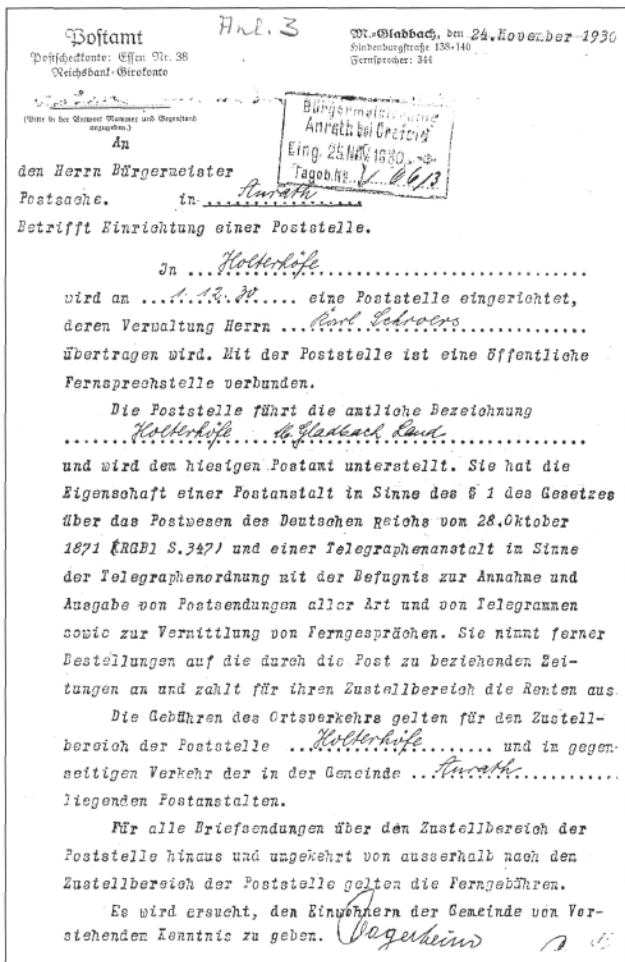 Anl. 3
Postamt
Postscheckkonto: Essen Nr. 38
Reichsbank-Girokonto
M.-Gladbach, den 24. November 1930
Hindenburgstraße 138-140
Fernsprecher: 344
(Bitte in der Antwort Nummer und Gegenstand
anzugeben.)
Bürgermeisterei
Anrath bei Crefeld
Eing. 25. NOV. 1930
Tageb. Nr.
An
den Herrn Bürgermeister
Postsache. in Anrath
Betrifft Einrichtung einer Poststelle.
In ... Holterhöfe
wird am ... 1. 12. 30 ..... eine Poststelle eingerichtet,
deren Verwaltung Herrn ... Karl Schroers
übertragen wird. Mit der Poststelle ist eine öffentliche
Fernsprechstelle verbunden.
Die Poststelle führt die amtliche Bezeichnung
Holterhöfe M. Gladbach Land
und wird dem hiesigen Postamt unterstellt. Sie hat die
Eigenschaft einer Postanstalt im Sinne des § 1 des Gesetzes
über das Postwesen des Deutschen Reichs vom 28. Oktober
1871 (RGBl S.347) und einer Telegraphenanstalt im Sinne
der Telegraphenordnung mit der Befugnis zur Annahme und
Ausgabe von Postsendungen aller Art und von Telegrammen
sowie zur Vermittlung von Ferngesprächen. Sie nimmt ferner
Bestellungen auf die durch die Post zu beziehenden Zei-
tungen an und zahlt für ihren Zustellbereich die Renten aus.
Die Gebühren des Ortsverkehrs gelten für den Zustell-
bereich der Poststelle ... Holterhöfe ........ und im gegen-
seitigen Verkehr der in der Gemeinde ... Anrath
liegenden Postanstalten.
Für alle Briefsendungen über den Zustellbereich der
Poststelle hinaus und umgekehrt von ausserhalb nach dem
Zustellbereich der Poststelle gelten die Ferngebühren.
Es wird ersucht, den Einwohnern der Gemeinde von Vor-
stehendem Kenntnis zu geben.